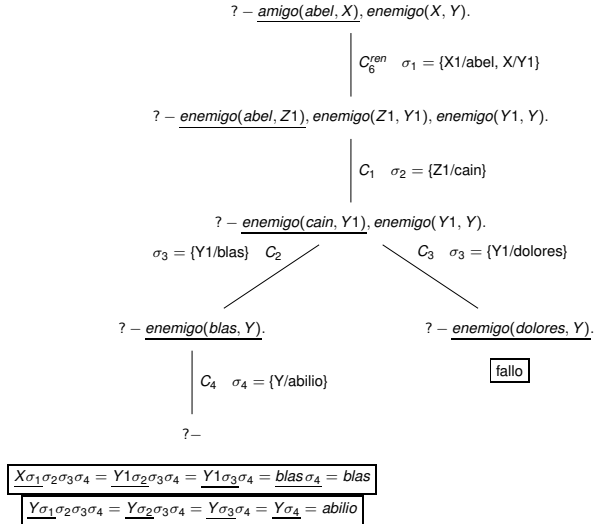 ? − amigo(abel, X), enemigo(X, Y).
C₆ʳᵉⁿ σ₁ = {X1/abel, X/Y1}
? − enemigo(abel, Z1), enemigo(Z1, Y1), enemigo(Y1, Y).
C₁ σ₂ = {Z1/cain}
? − enemigo(cain, Y1), enemigo(Y1, Y).
σ₃ = {Y1/blas} C₂
C₃ σ₃ = {Y1/dolores}
? − enemigo(blas, Y).
? − enemigo(dolores, Y).
C₄ σ₄ = {Y/abilio}
fallo
?−
Xσ₁σ₂σ₃σ₄ = Y1σ₂σ₃σ₄ = Y1σ₃σ₄ = blasσ₄ = blas
Yσ₁σ₂σ₃σ₄ = Yσ₂σ₃σ₄ = Yσ₃σ₄ = Yσ₄ = abilio